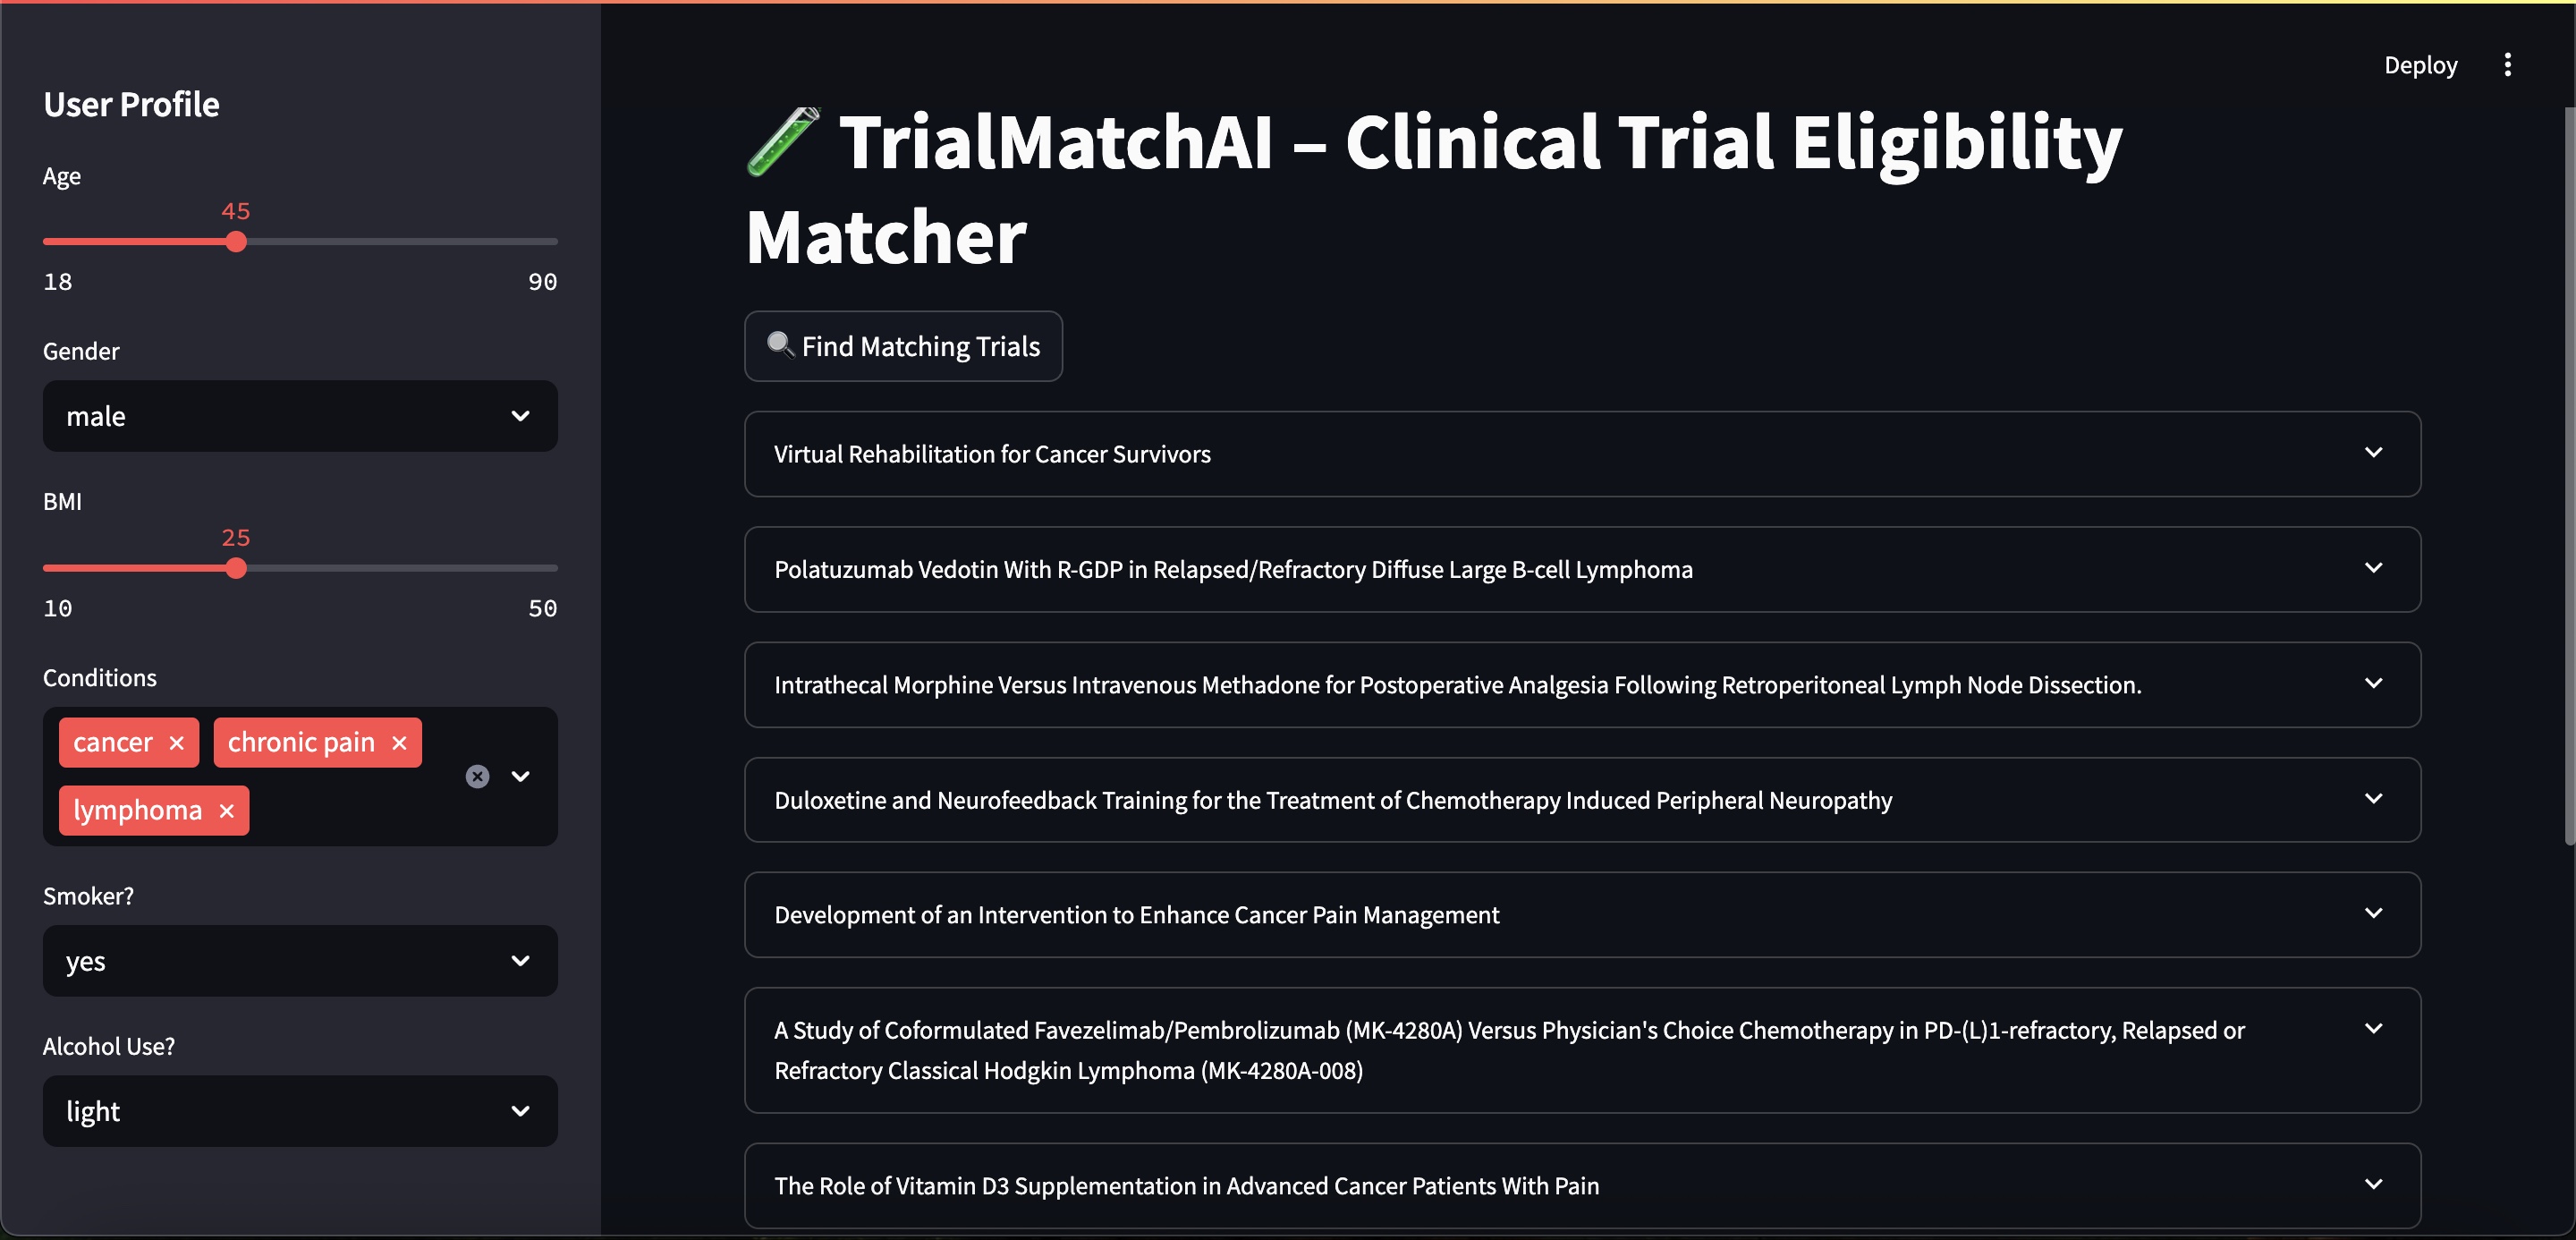 Deploy
User Profile
Age
45
18 90
Gender
male
BMI
25
10 50
Conditions
cancer × chronic pain ×
lymphoma ×
Smoker?
yes
Alcohol Use?
light
TrialMatchAI – Clinical Trial Eligibility
Matcher
Find Matching Trials
Virtual Rehabilitation for Cancer Survivors
Polatuzumab Vedotin With R-GDP in Relapsed/Refractory Diffuse Large B-cell Lymphoma
Intrathecal Morphine Versus Intravenous Methadone for Postoperative Analgesia Following Retroperitoneal Lymph Node Dissection.
Duloxetine and Neurofeedback Training for the Treatment of Chemotherapy Induced Peripheral Neuropathy
Development of an Intervention to Enhance Cancer Pain Management
A Study of Coformulated Favezelimab/Pembrolizumab (MK-4280A) Versus Physician's Choice Chemotherapy in PD-(L)1-refractory, Relapsed or
Refractory Classical Hodgkin Lymphoma (MK-4280A-008)
The Role of Vitamin D3 Supplementation in Advanced Cancer Patients With Pain